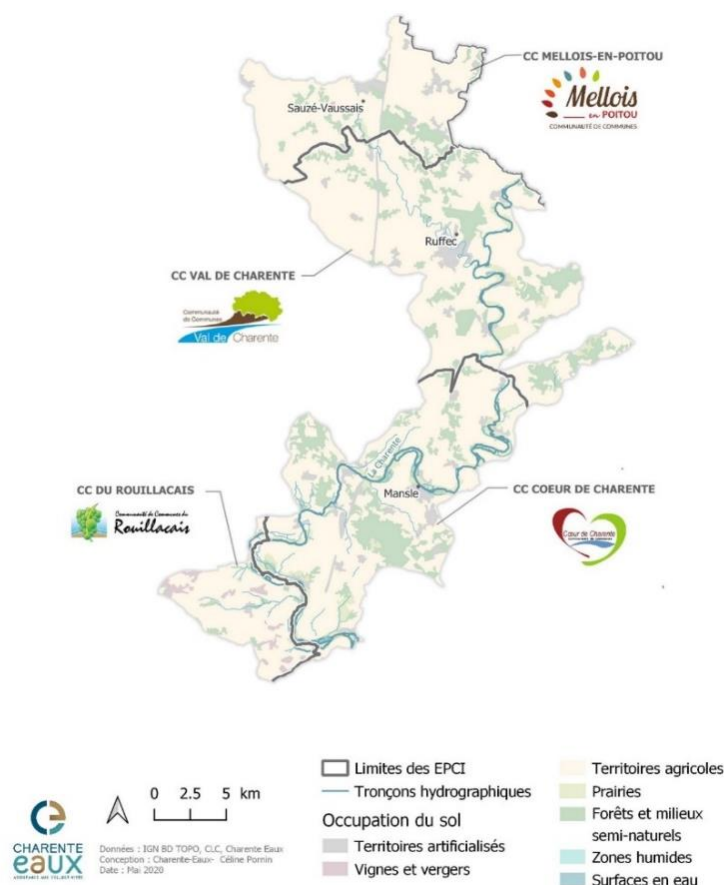 CC MELLOIS-EN-POITOU
Mellois
en POITOU
COMMUNAUTÉ DE COMMUNES
Sauzé-Vaussais
Ruffec
CC VAL DE CHARENTE
Communauté
de Communes
Val de Charente
La Charente
Mansle
CC DU ROUILLACAIS
Communauté de Communes du
Rouillacais
CC COEUR DE CHARENTE
Cœur de Charente
0 2.5 5 km
CHARENTE
eaux
Données : IGN BD TOPO, CLC, Charente Eaux
Conception : Charente-Eaux- Céline Pornin
Date : Mai 2020
Limites des EPCI
Tronçons hydrographiques
Occupation du sol
Territoires artificialisés
Vignes et vergers
Territoires agricoles
Prairies
Forêts et milieux
semi-naturels
Zones humides
Surfaces en eau